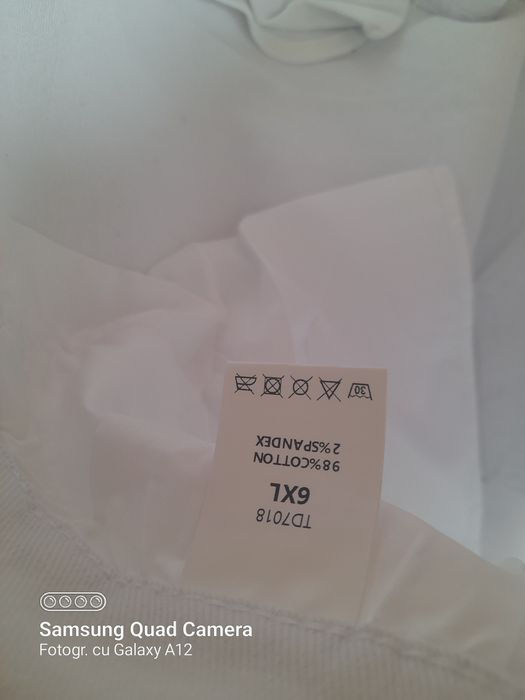 TD7018
6XL
98%COTTON
2%SPANDEX
30
Samsung Quad Camera
Fotogr. cu Galaxy A12